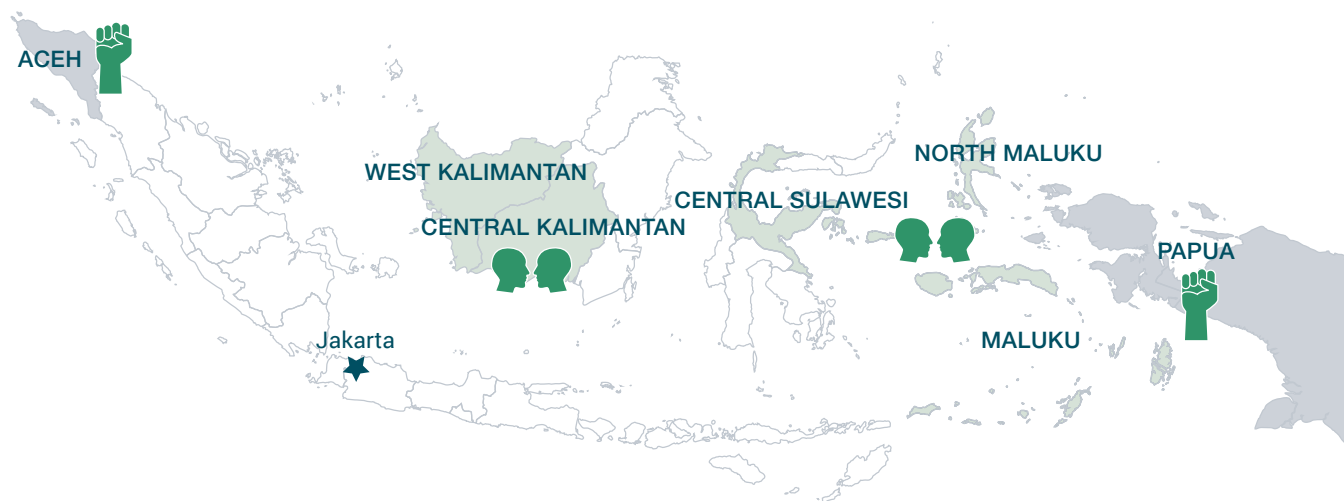 ACEH
WEST KALIMANTAN
CENTRAL KALIMANTAN
CENTRAL SULAWESI
NORTH MALUKU
PAPUA
MALUKU
Jakarta